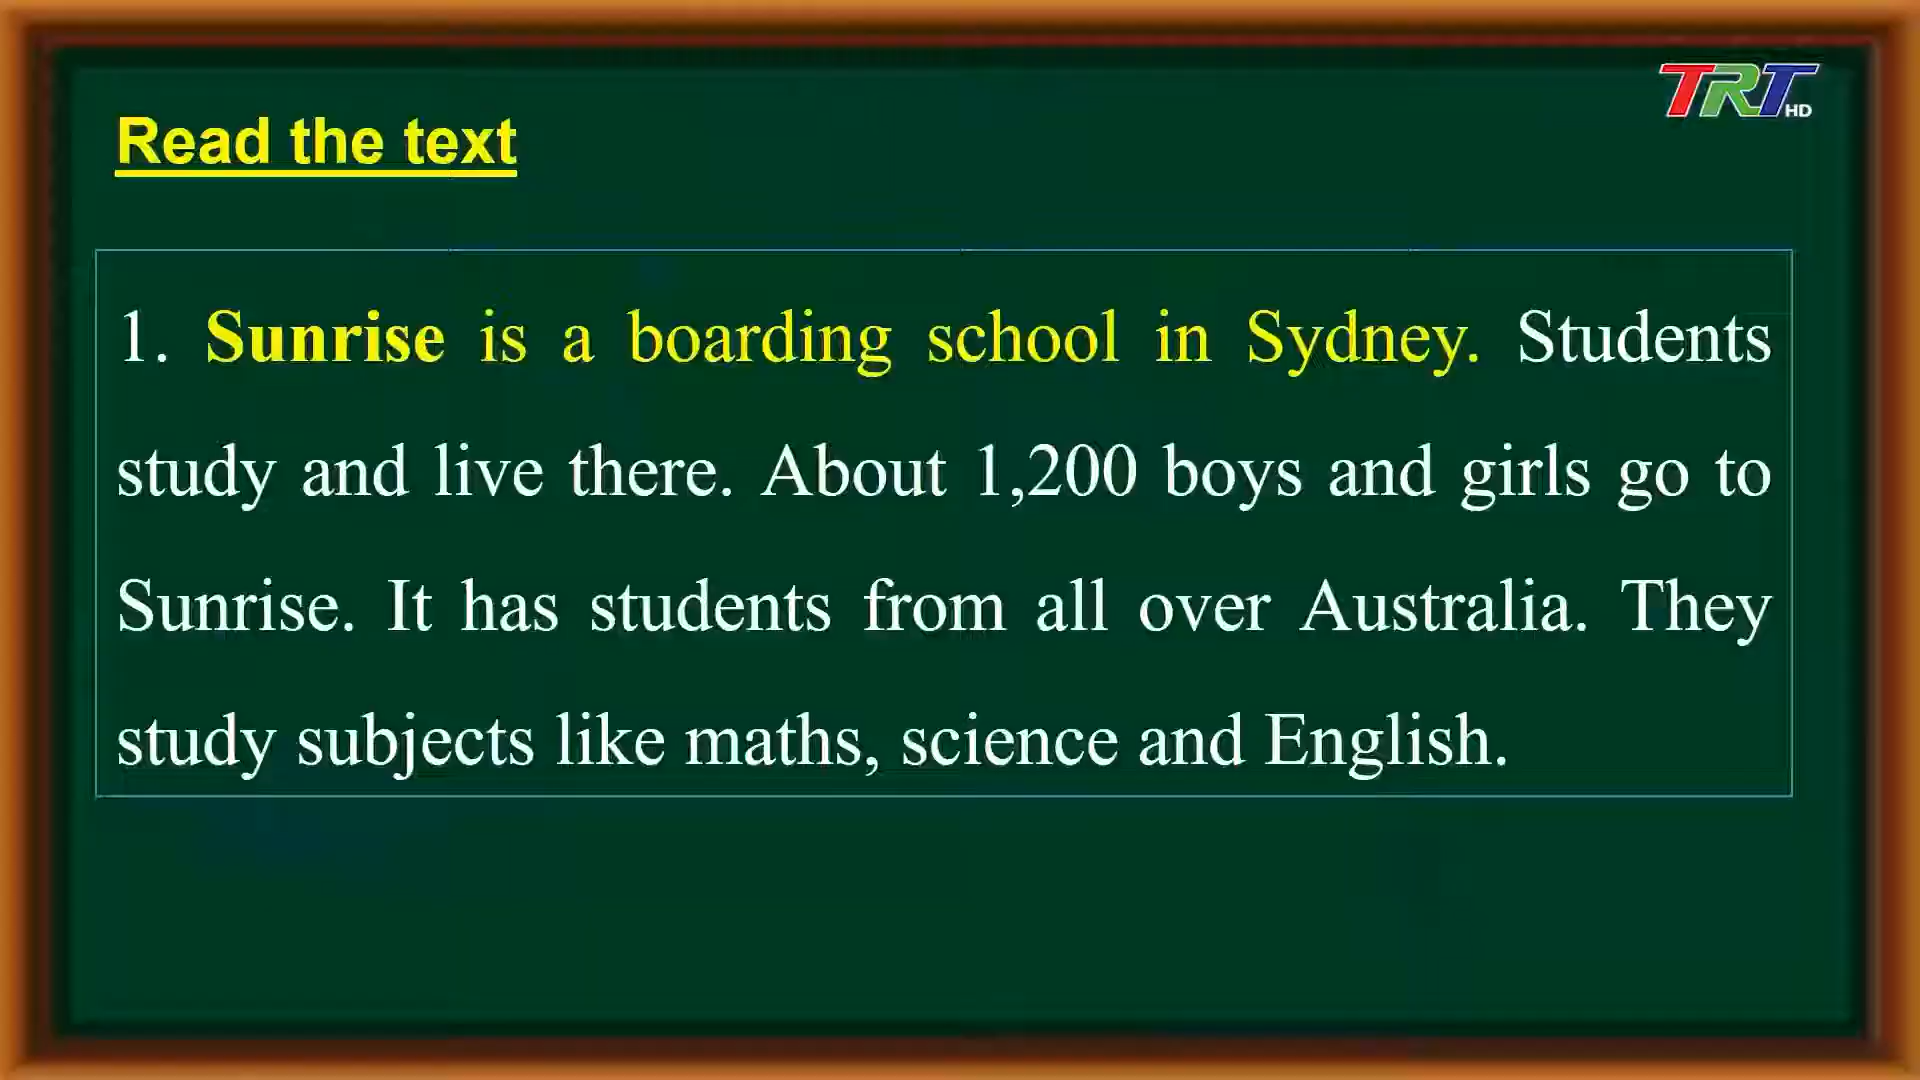 TRT HD
Read the text
1. Sunrise is a boarding school in Sydney. Students
study and live there. About 1,200 boys and girls go to
Sunrise. It has students from all over Australia. They
study subjects like maths, science and English.